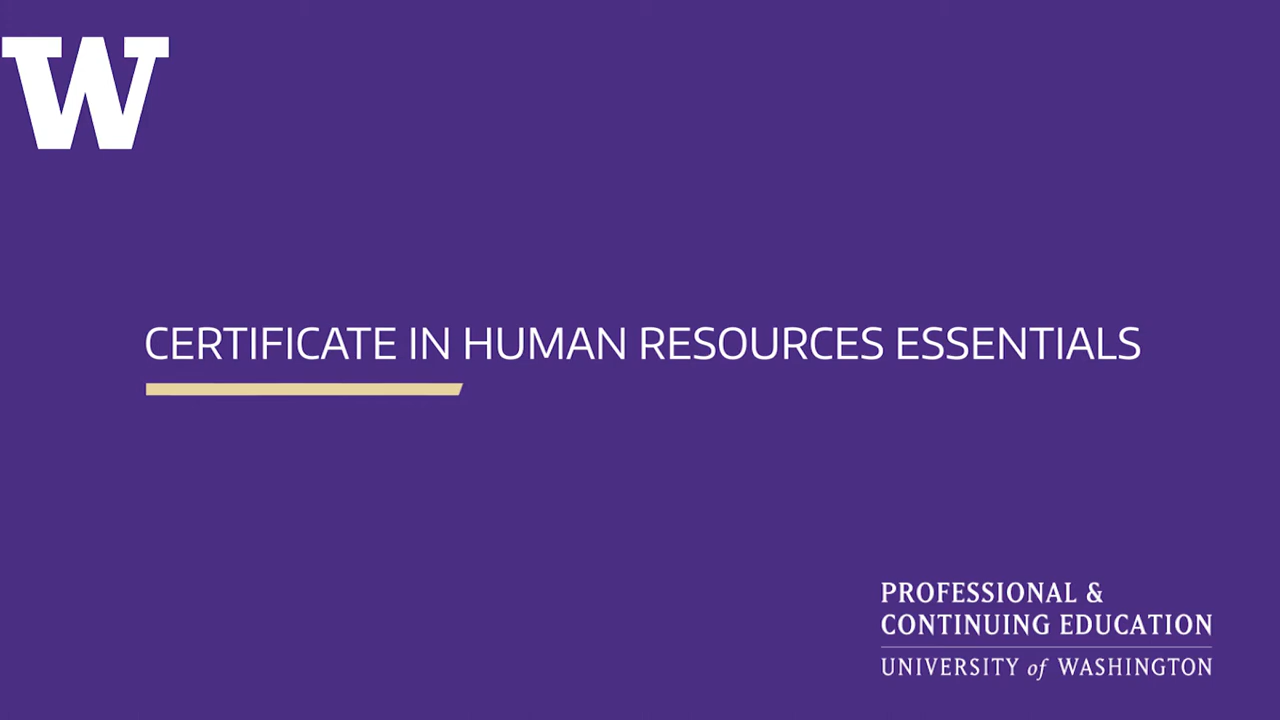 W
CERTIFICATE IN HUMAN RESOURCES ESSENTIALS
PROFESSIONAL &
CONTINUING EDUCATION
UNIVERSITY of WASHINGTON